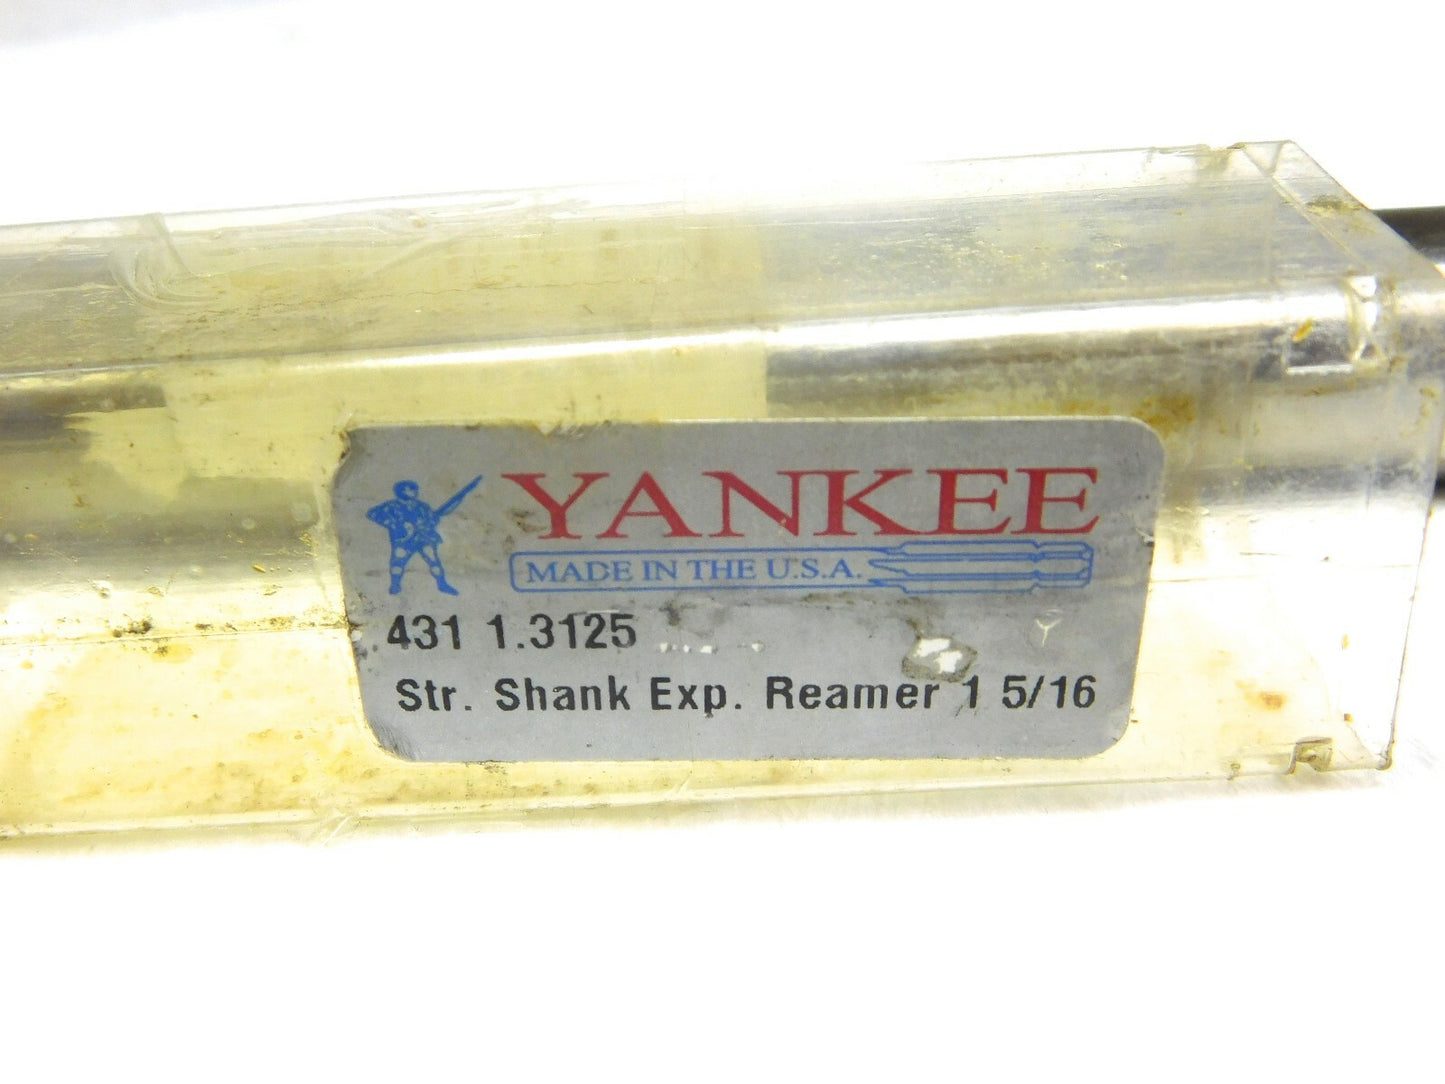 YANKEE
MADE IN THE U.S.A.
431 1.3125
Str. Shank Exp. Reamer 1 5/16